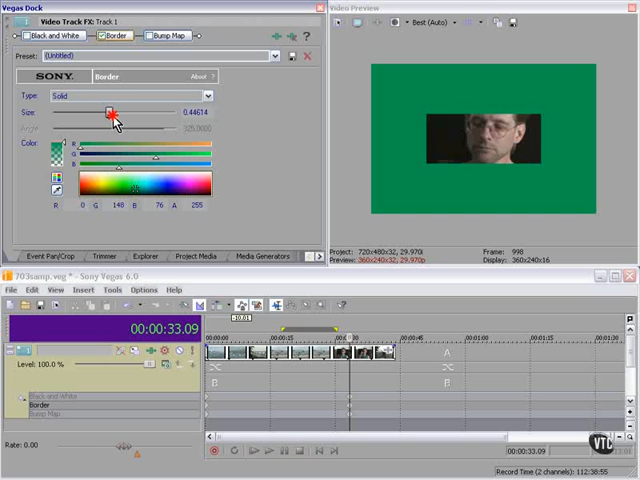 Vegas Dock
Video Preview
Video Track FX: Track 1
Black and White
Border
Bump Map
Best (Auto)
Preset:
(Untitled)
SONY.
Border
About ?
Type:
Solid
Size:
0.44614
Angle
Color:
R
G
B
R 0 G 148 B 76 A 255
Project: 720x480x32, 29.970i
Frame: 998
Preview: 360x240x32, 29.970p
Display: 360x240x16
Event Pan/Crop
Trimmer
Explorer
Project Media
Media Generators
703samp.veg * - Sony Vegas 6.0
File Edit View Insert Tools Options Help
-10.01
00:00:33.09
00:00:00
00:00:15
00:00:45
00:01:00
00:01:15
00:01:30
Level: 100.0 %
A
B
B
Black and White
Border
Bump Map
Rate: 0.00
VTC
00:00:33.09
Record Time (2 channels): 112:38:55